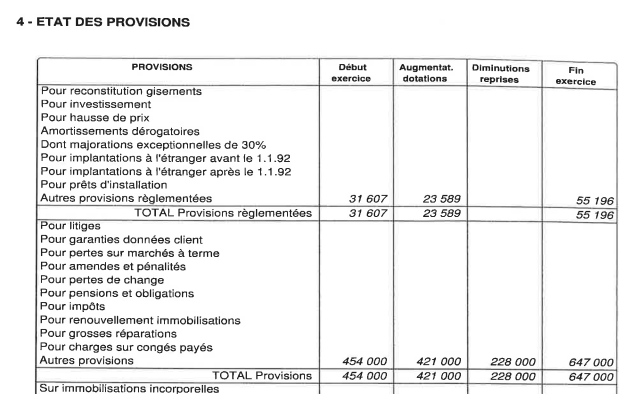 4 - ETAT DES PROVISIONS
PROVISIONS Début exercice Augmentat. dotations Diminutions reprises Fin exercice
Pour reconstitution gisements
Pour investissement
Pour hausse de prix
Amortissements dérogatoires
Dont majorations exceptionnelles de 30%
Pour implantations à l'étranger avant le 1.1.92
Pour implantations à l'étranger après le 1.1.92
Pour prêts d'installation
Autres provisions règlementées 31 607 23 589 55 196
TOTAL Provisions règlementées 31 607 23 589 55 196
Pour litiges
Pour garanties données client
Pour pertes sur marchés à terme
Pour amendes et pénalités
Pour pertes de change
Pour pensions et obligations
Pour impôts
Pour renouvellement immobilisations
Pour grosses réparations
Pour charges sur congés payés
Autres provisions 454 000 421 000 228 000 647 000
TOTAL Provisions 454 000 421 000 228 000 647 000
Sur immobilisations incorporelles